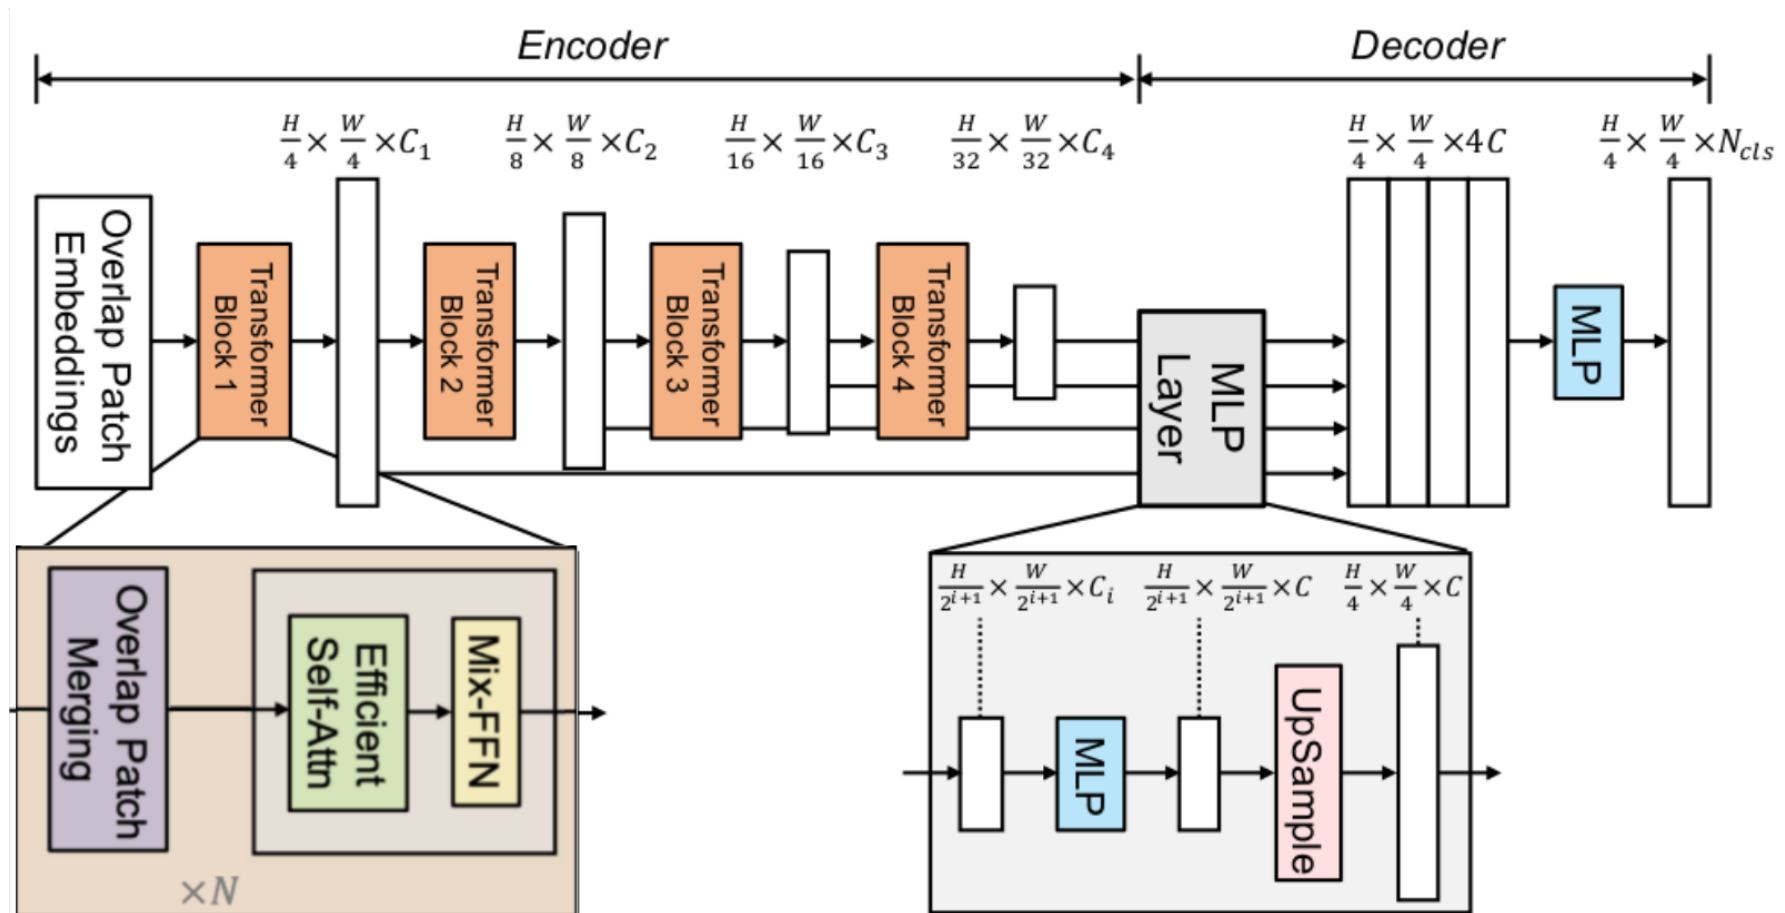 Encoder
Decoder
H/4 × W/4 × C₁
H/8 × W/8 × C₂
H/16 × W/16 × C₃
H/32 × W/32 × C₄
H/4 × W/4 × 4C
H/4 × W/4 × N_cls
Overlap Patch
Embeddings
Transformer
Block 1
Transformer
Block 2
Transformer
Block 3
Transformer
Block 4
MLP
Layer
MLP
Overlap Patch
Merging
Efficient
Self-Attn
Mix-FFN
×N
H/2^{i+1} × W/2^{i+1} × C_i
H/2^{i+1} × W/2^{i+1} × C
H/4 × W/4 × C
MLP
UpSample